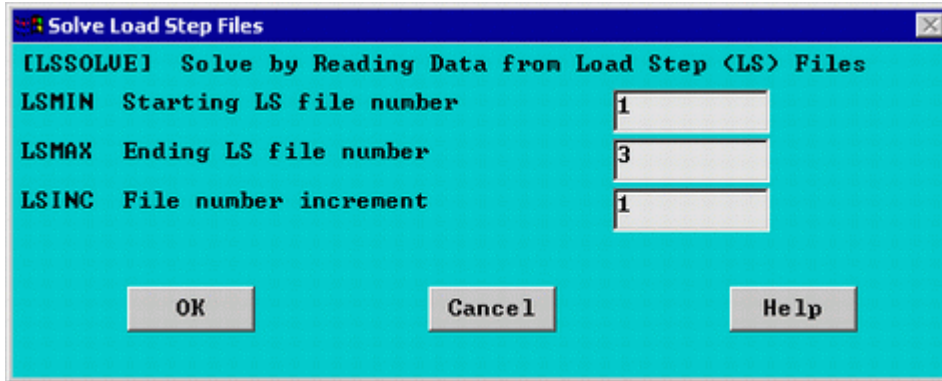 Solve Load Step Files
[LSSOLVE] Solve by Reading Data from Load Step (LS) Files
LSMIN Starting LS file number 1
LSMAX Ending LS file number 3
LSINC File number increment 1
OK Cancel Help